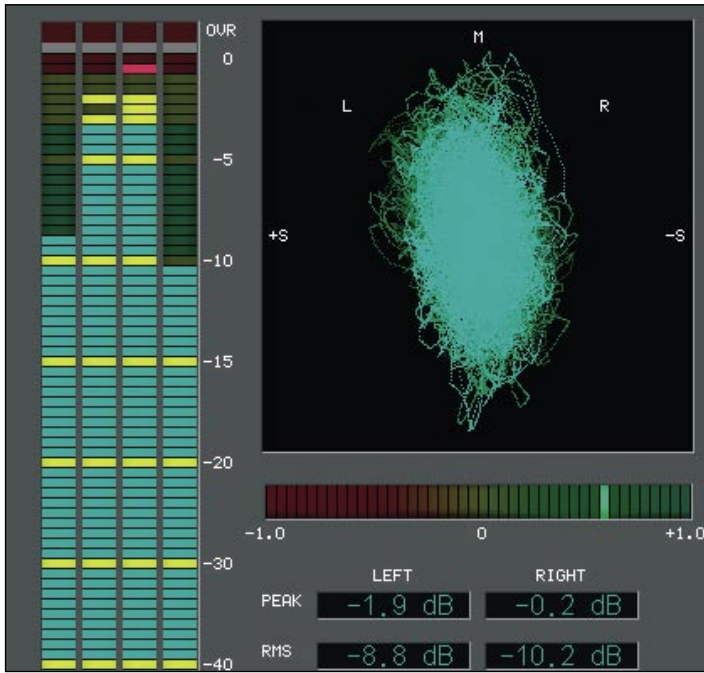 OVR
0
-5
-10
-15
-20
-30
-40
M
L R
+S -S
-1.0 0 +1.0
LEFT RIGHT
PEAK -1.9 dB -0.2 dB
RMS -8.8 dB -10.2 dB